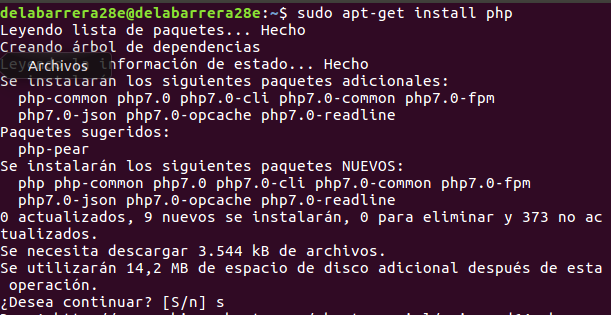 delabarrera28e@delabarrera28e:~$ sudo apt-get install php
Leyendo lista de paquetes... Hecho
Creando árbol de dependencias
Leyendo la información de estado... Hecho
Archivos
Se instalarán los siguientes paquetes adicionales:
php-common php7.0 php7.0-cli php7.0-common php7.0-fpm
php7.0-json php7.0-opcache php7.0-readline
Paquetes sugeridos:
php-pear
Se instalarán los siguientes paquetes NUEVOS:
php php-common php7.0 php7.0-cli php7.0-common php7.0-fpm
php7.0-json php7.0-opcache php7.0-readline
0 actualizados, 9 nuevos se instalarán, 0 para eliminar y 373 no ac
tualizados.
Se necesita descargar 3.544 kB de archivos.
Se utilizarán 14,2 MB de espacio de disco adicional después de esta
operación.
¿Desea continuar? [S/n] s